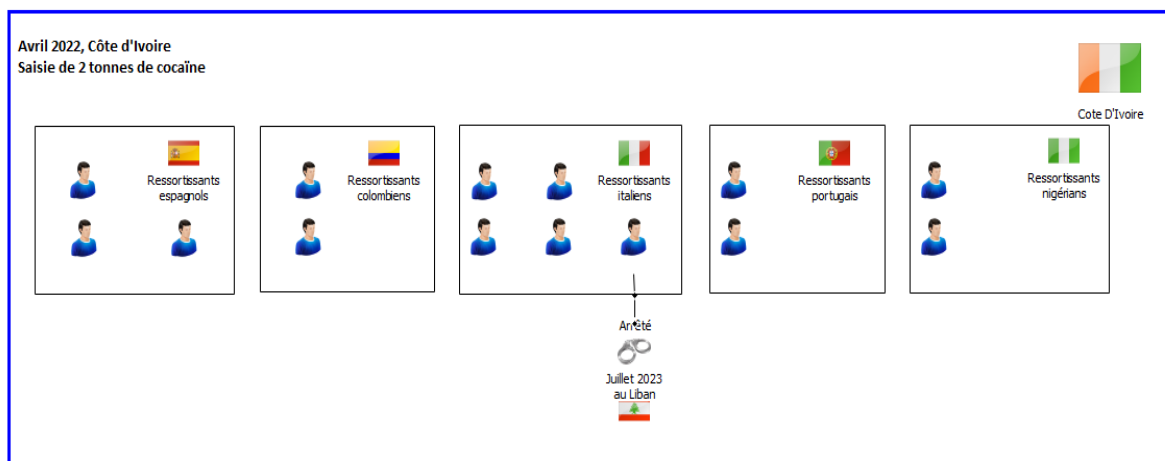 Avril 2022, Côte d'Ivoire
Saisie de 2 tonnes de cocaïne
Cote D'Ivoire
Ressortissants
espagnols
Ressortissants
colombiens
Ressortissants
italiens
Ressortissants
portugais
Ressortissants
nigérians
Arrêté
Juillet 2023
au Liban